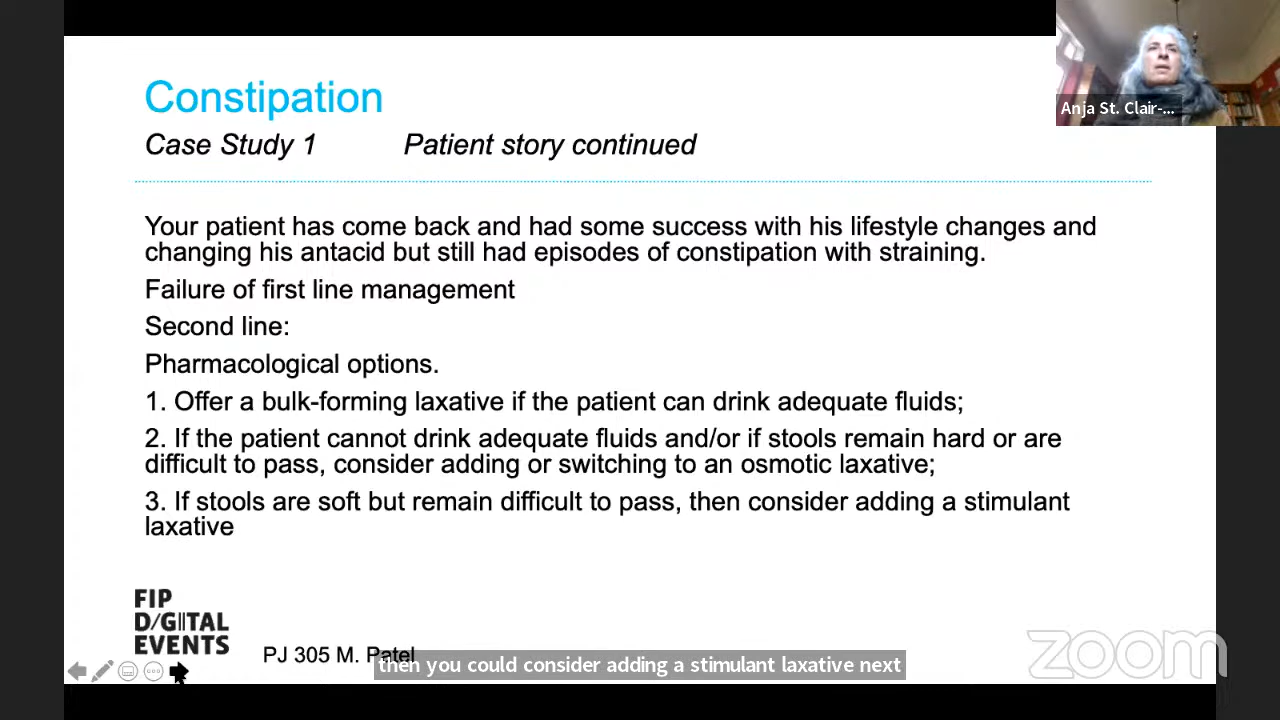 Constipation
Case Study 1 Patient story continued
Anja St. Clair-...
Your patient has come back and had some success with his lifestyle changes and
changing his antacid but still had episodes of constipation with straining.
Failure of first line management
Second line:
Pharmacological options.
1. Offer a bulk-forming laxative if the patient can drink adequate fluids;
2. If the patient cannot drink adequate fluids and/or if stools remain hard or are
difficult to pass, consider adding or switching to an osmotic laxative;
3. If stools are soft but remain difficult to pass, then consider adding a stimulant
laxative
FIP
D/GITAL
EVENTS
PJ 305 M. Patel
then you could consider adding a stimulant laxative next
zoom